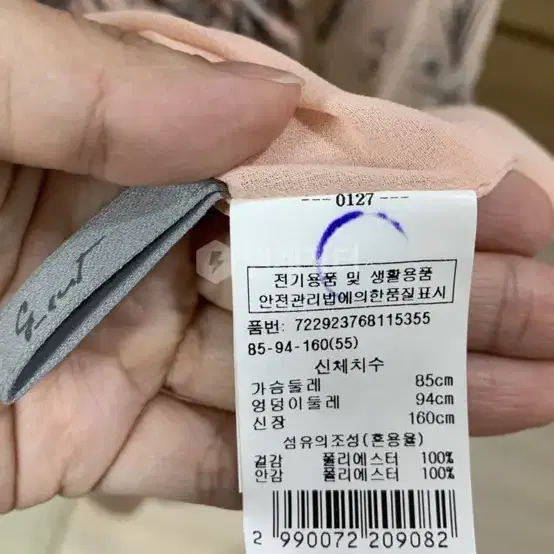 G-cut
--- 0127 ---
전기용품 및 생활용품
안전관리법에의한품질표시
품번: 722923768115355
85-94-160(55)
신체치수
가슴둘레 85cm
엉덩이둘레 94cm
신장 160cm
섬유의조성(혼용율)
겉감 폴리에스터 100%
안감 폴리에스터 100%
2 990072 209082